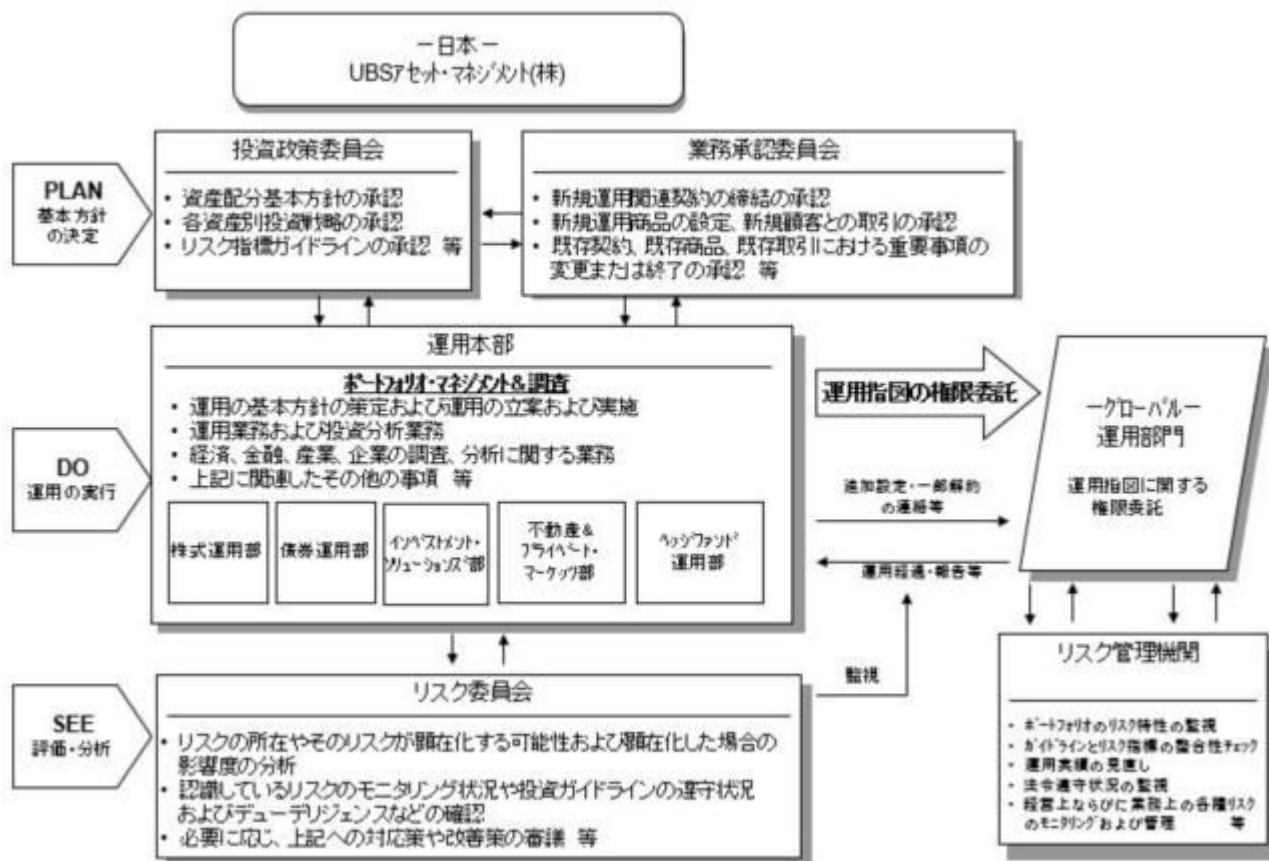 －日本－
UBSアセット・マネジメント(株)
PLAN
基本方針
の決定
投資政策委員会
・ 資産配分基本方針の承認
・ 各資産別投資戦略の承認
・ リスク指標ガイドラインの承認 等
業務承認委員会
・ 新規運用関連契約の締結の承認
・ 新規運用商品の設定、新規顧客との取引の承認
・ 既存契約、既存商品、既存取引における重要事項の
変更または終了の承認 等
DO
運用の実行
運用本部
ポートフォリオ・マネジメント&調査
・ 運用の基本方針の策定および運用の立案および実施
・ 運用業務および投資分析業務
・ 経済、金融、産業、企業の調査、分析に関する業務
・ 上記に関連したその他の事項 等
株式運用部
債券運用部
インベストメント・
ソリューションズ部
不動産&
プライベート・
マーケッツ部
ヘッジファンド
運用部
運用指図の権限委託
追加設定・一部解約
の連絡等
運用経過・報告等
監視
－グローバル－
運用部門
運用指図に関する
権限委託
SEE
評価・分析
リスク委員会
・ リスクの所在やそのリスクが顕在化する可能性および顕在化した場合の
影響度の分析
・ 認識しているリスクのモニタリング状況や投資ガイドラインの遵守状況
およびデューデリジェンスなどの確認
・ 必要に応じ、上記への対応策や改善策の審議 等
リスク管理機関
・ ポートフォリオのリスク特性の監視
・ ガイドラインとリスク指標の整合性チェック
・ 運用実績の見直し
・ 法令遵守状況の監視
・ 経営上ならびに業務上の各種リスク
のモニタリングおよび管理 等